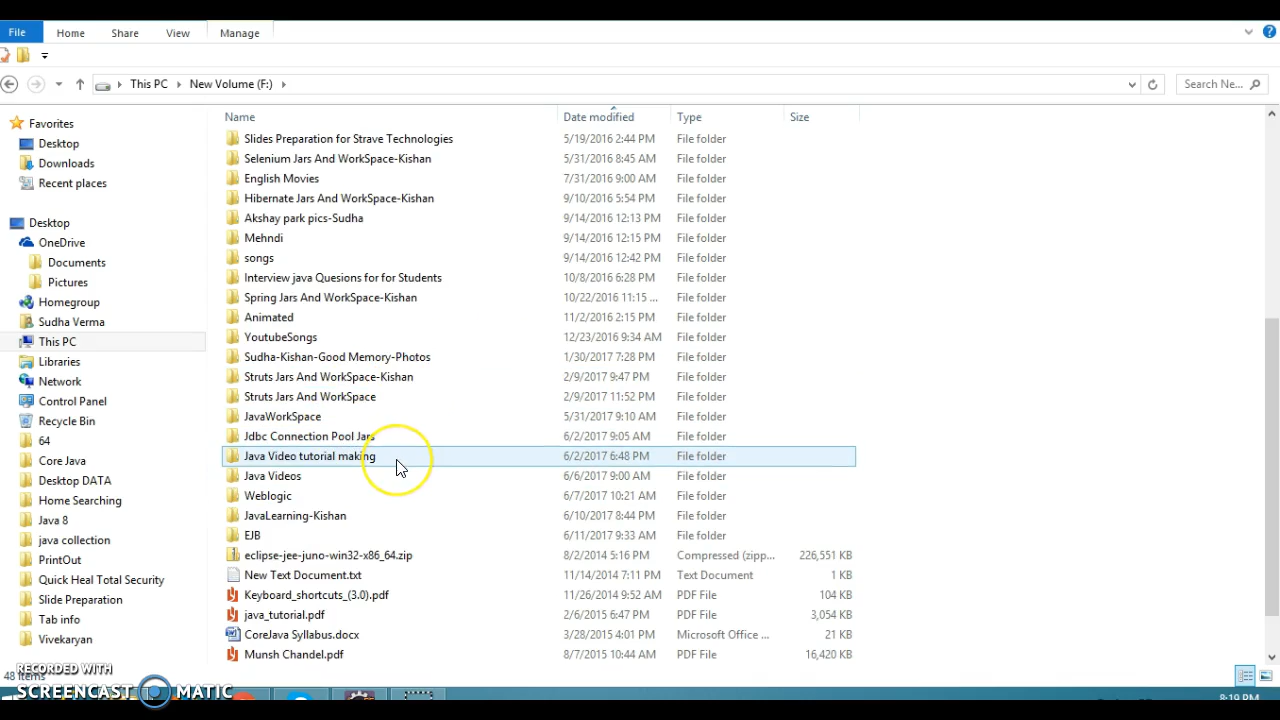 File Home Share View Manage
This PC New Volume (F:) Search Ne...
Name Date modified Type Size
Favorites
Desktop
Downloads
Recent places
Desktop
OneDrive
Documents
Pictures
Homegroup
Sudha Verma
This PC
Libraries
Network
Control Panel
Recycle Bin
64
Core Java
Desktop DATA
Home Searching
Java 8
java collection
PrintOut
Quick Heal Total Security
Slide Preparation
Tab info
Vivekaryan
Slides Preparation for Strave Technologies 5/19/2016 2:44 PM File folder
Selenium Jars And WorkSpace-Kishan 5/31/2016 8:45 AM File folder
English Movies 7/31/2016 9:00 AM File folder
Hibernate Jars And WorkSpace-Kishan 9/10/2016 5:54 PM File folder
Akshay park pics-Sudha 9/14/2016 12:13 PM File folder
Mehndi 9/14/2016 12:15 PM File folder
songs 9/14/2016 12:42 PM File folder
Interview java Quesions for for Students 10/8/2016 6:28 PM File folder
Spring Jars And WorkSpace-Kishan 10/22/2016 11:15 ... File folder
Animated 11/2/2016 2:15 PM File folder
YoutubeSongs 12/23/2016 9:34 AM File folder
Sudha-Kishan-Good Memory-Photos 1/30/2017 7:28 PM File folder
Struts Jars And WorkSpace-Kishan 2/9/2017 9:47 PM File folder
Struts Jars And WorkSpace 2/9/2017 11:52 PM File folder
JavaWorkSpace 5/31/2017 9:10 AM File folder
Jdbc Connection Pool Jars 6/2/2017 9:05 AM File folder
Java Video tutorial making 6/2/2017 6:48 PM File folder
Java Videos 6/6/2017 9:00 AM File folder
Weblogic 6/7/2017 10:21 AM File folder
JavaLearning-Kishan 6/10/2017 8:44 PM File folder
EJB 6/11/2017 9:33 AM File folder
eclipse-jee-juno-win32-x86_64.zip 8/2/2014 5:16 PM Compressed (zipp... 226,551 KB
New Text Document.txt 11/14/2014 7:11 PM Text Document 1 KB
Keyboard_shortcuts_(3.0).pdf 11/26/2014 9:52 AM PDF File 104 KB
java_tutorial.pdf 2/6/2015 6:47 PM PDF File 3,054 KB
CoreJava Syllabus.docx 3/28/2015 4:01 PM Microsoft Office ... 21 KB
Munsh Chandel.pdf 8/7/2015 10:44 AM PDF File 16,420 KB
48 items
RECORDED WITH
SCREENCAST MATIC
8:19 PM